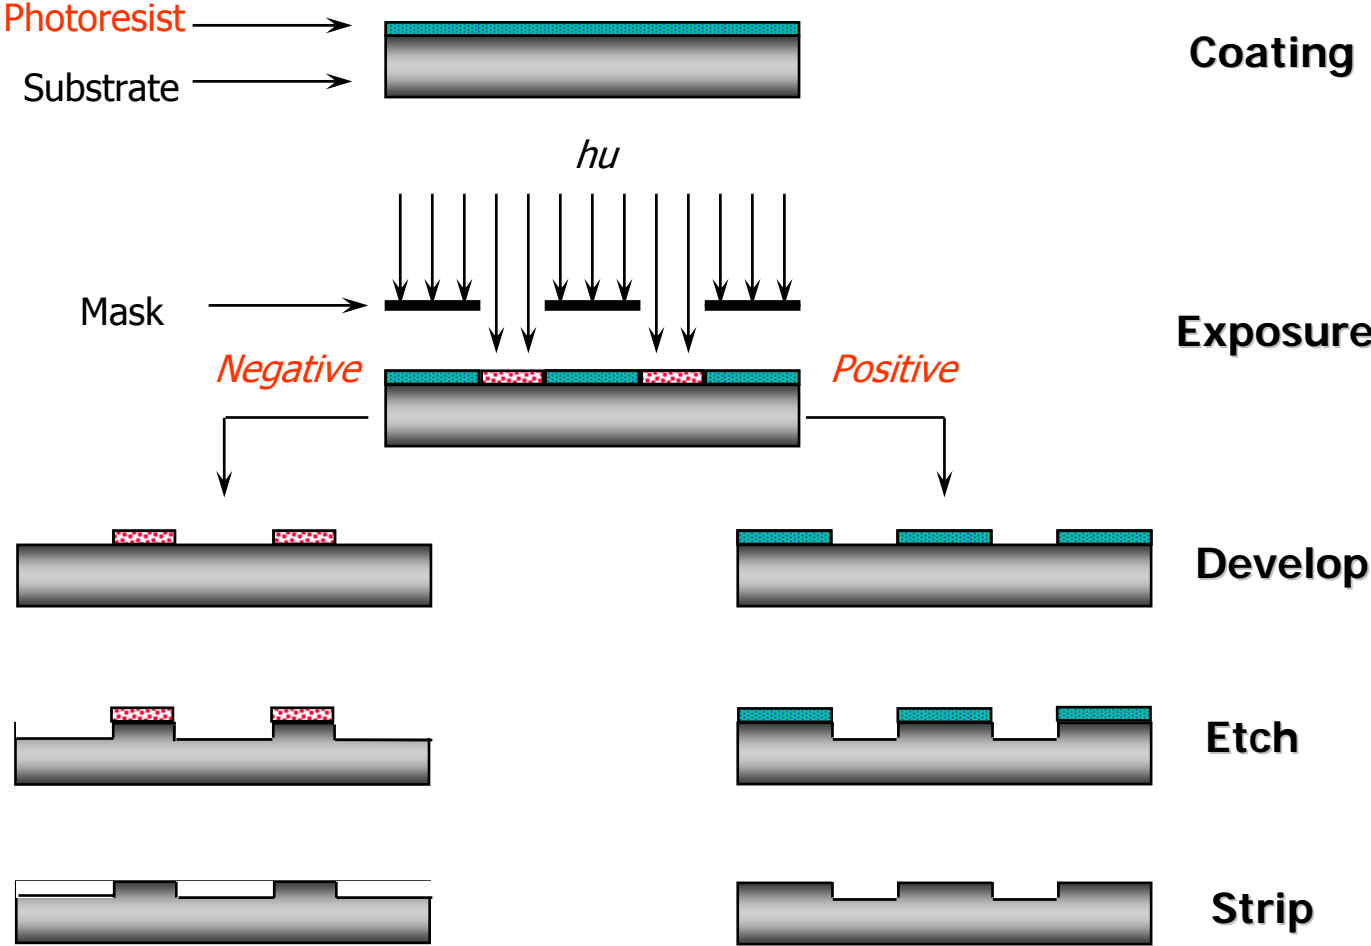 Photoresist
Coating
Substrate
hu
Mask
Exposure
Negative
Positive
Develop
Etch
Strip